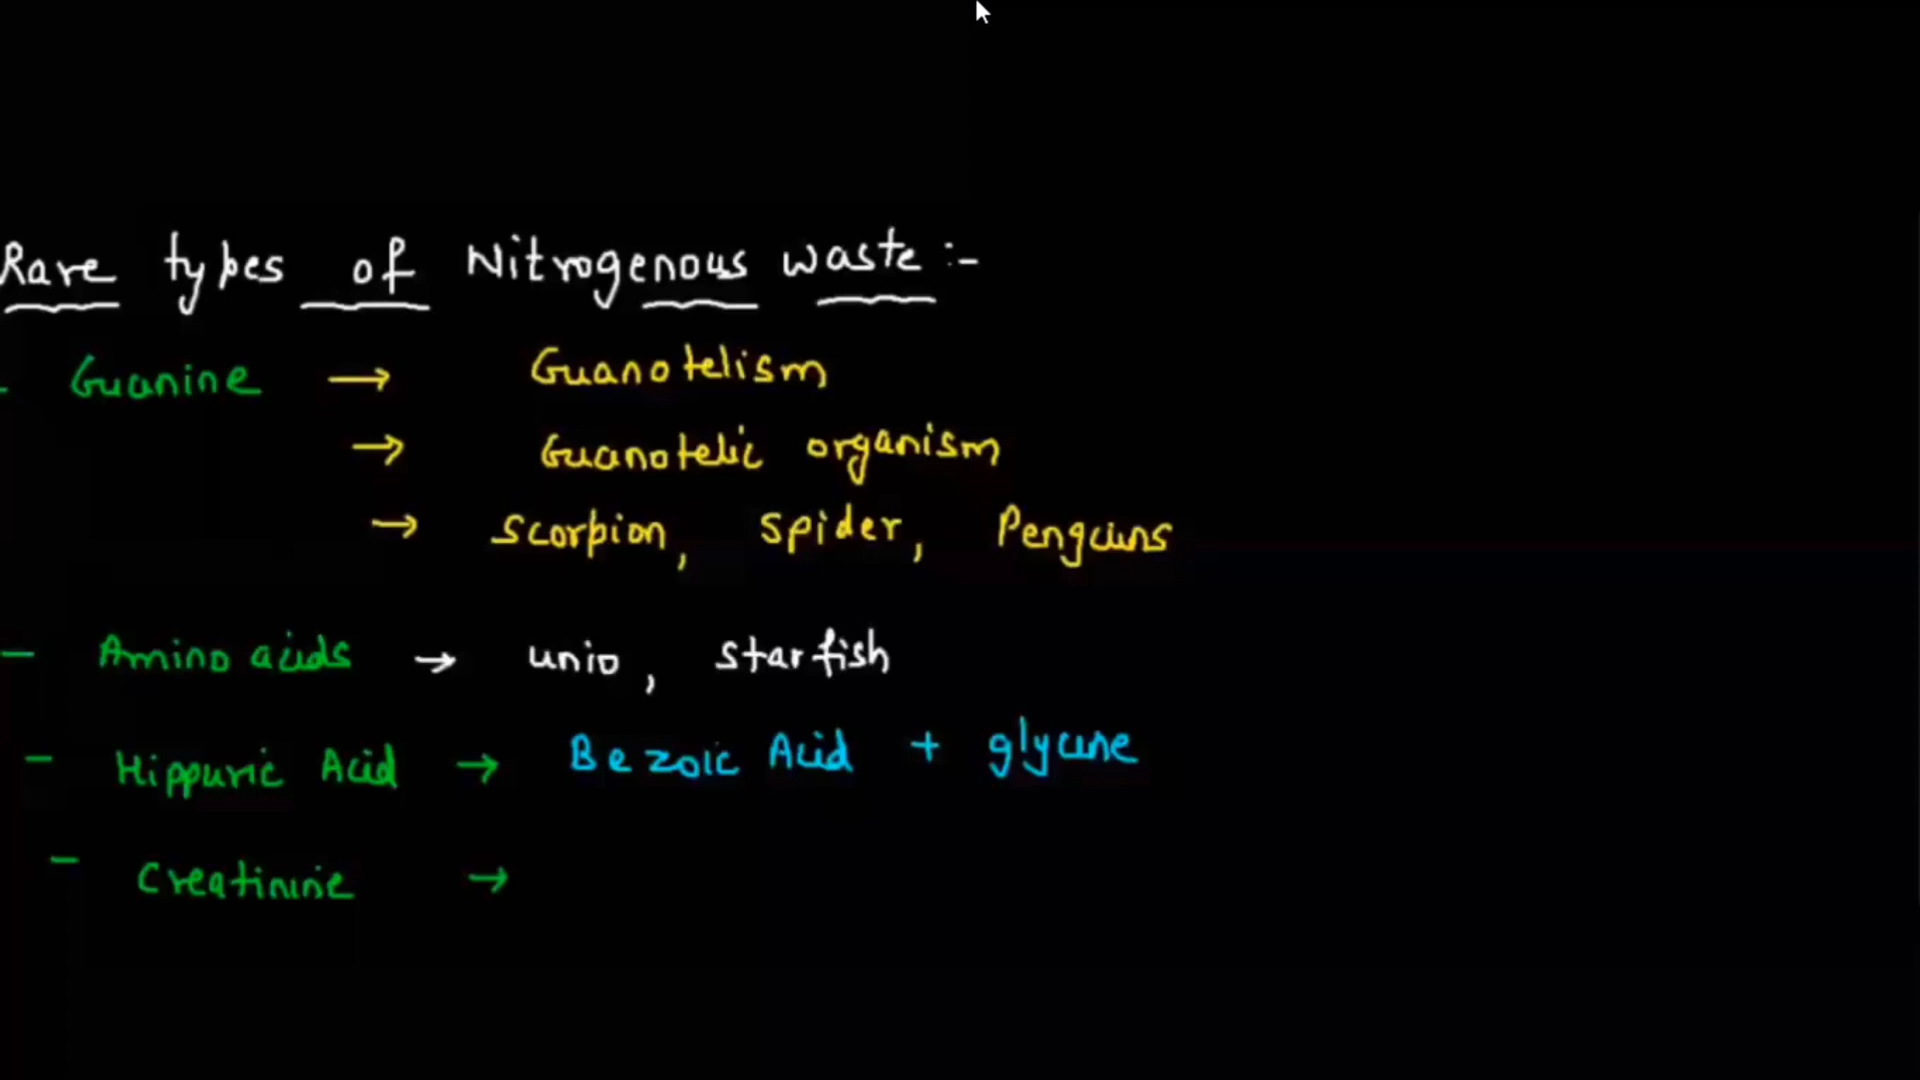 Rare types of Nitrogenous waste :-
- Guanine → Guanotelism
→ Guanotelic organism
→ Scorpion, Spider, Penguins
- Amino acids → unio, starfish
- Hippuric Acid → Bezoic Acid + glycine
- Creatinine →